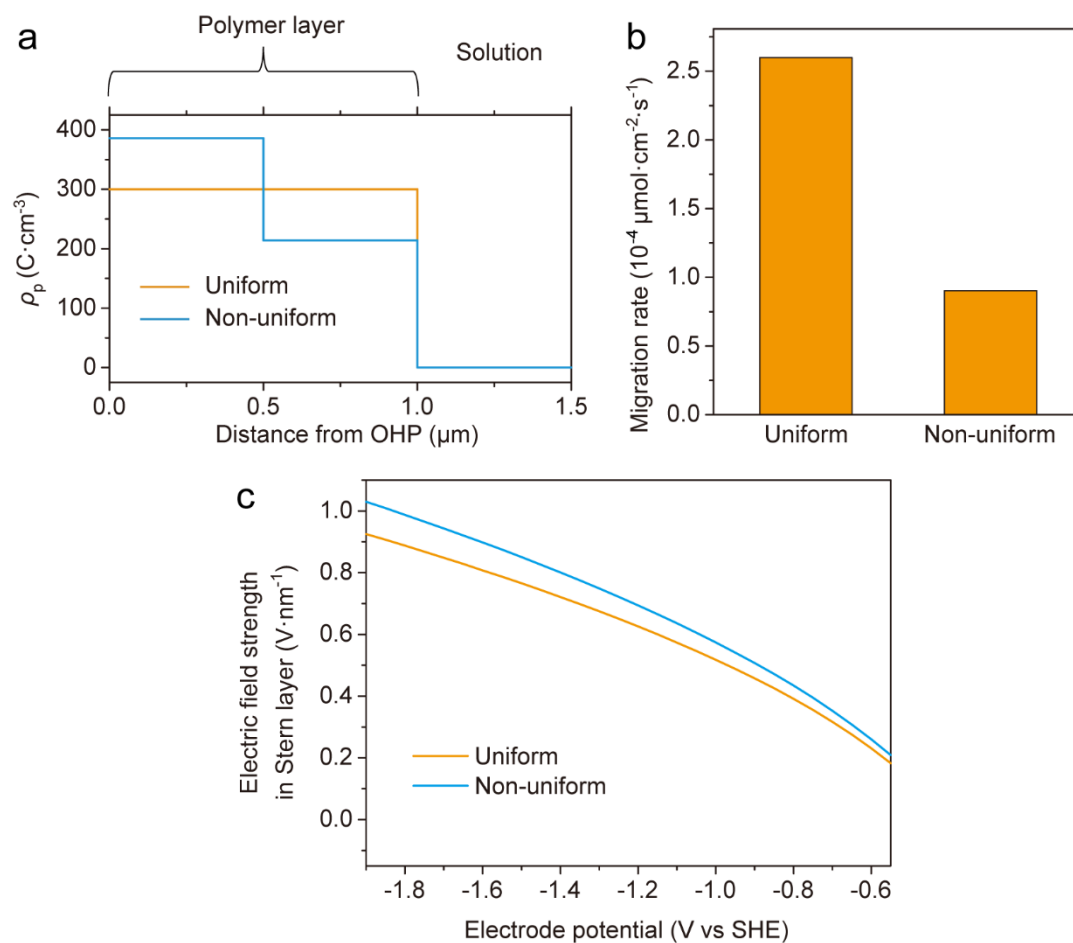 a
Polymer layer
Solution
400
300
200
100
0
ρp (C·cm⁻³)
Uniform
Non-uniform
0.0 0.5 1.0 1.5
Distance from OHP (µm)
b
2.5
2.0
1.5
1.0
0.5
0.0
Migration rate (10⁻⁴ µmol·cm⁻²·s⁻¹)
Uniform Non-uniform
c
1.0
0.8
0.6
0.4
0.2
0.0
Electric field strength
in Stern layer (V·nm⁻¹)
Uniform
Non-uniform
-1.8 -1.6 -1.4 -1.2 -1.0 -0.8 -0.6
Electrode potential (V vs SHE)